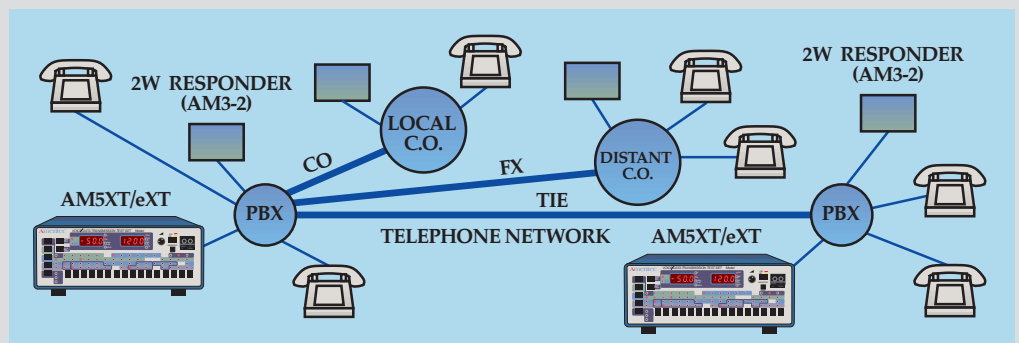 2W RESPONDER
(AM3-2)
LOCAL
C.O.
2W RESPONDER
(AM3-2)
DISTANT
C.O.
CO
FX
AM5XT/eXT
PBX
TIE
PBX
TELEPHONE NETWORK
AM5XT/eXT
-50.0
120.0
-50.0
120.0